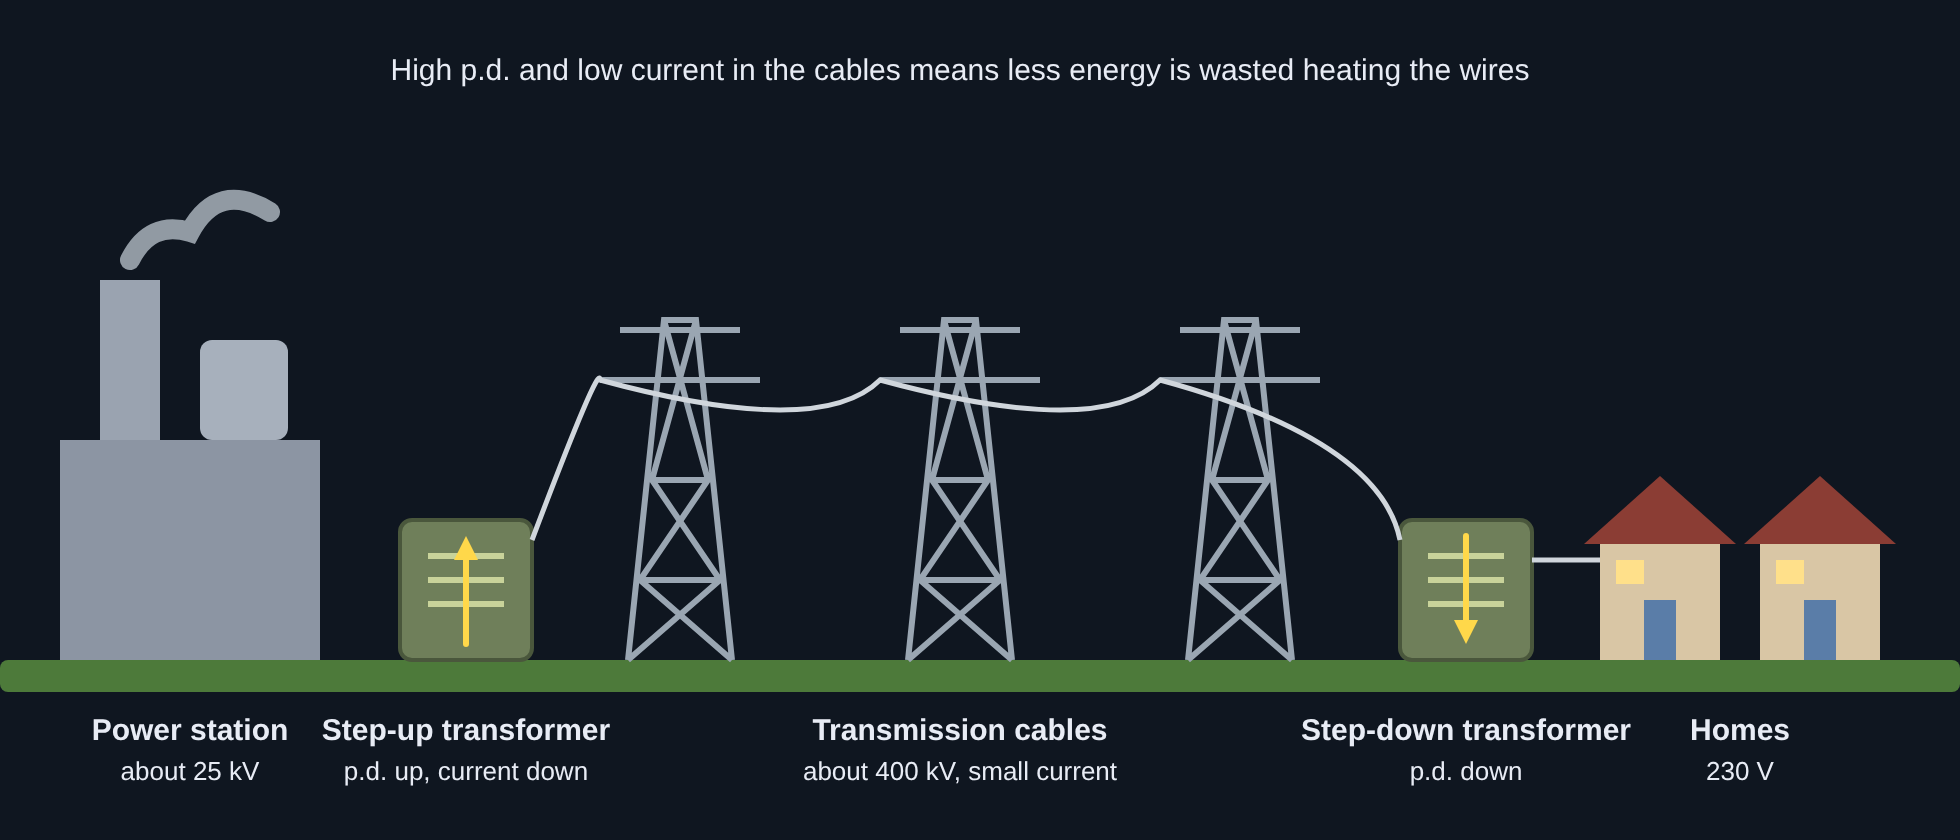 High p.d. and low current in the cables means less energy is wasted heating the wires
Power station
about 25 kV
Step-up transformer
p.d. up, current down
Transmission cables
about 400 kV, small current
Step-down transformer
p.d. down
Homes
230 V